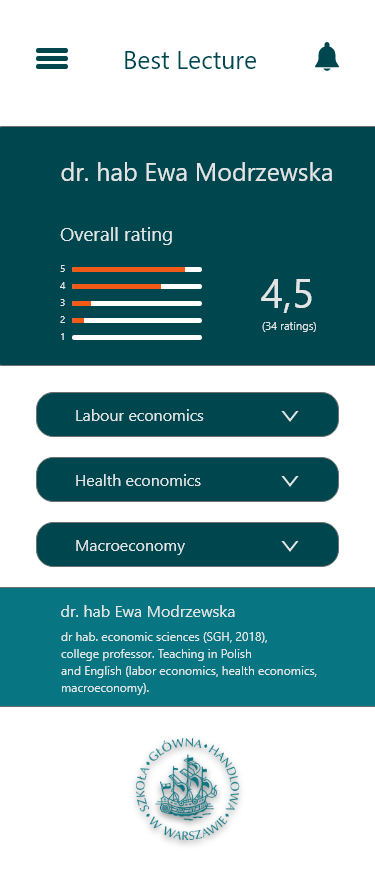 Best Lecture
dr. hab Ewa Modrzewska
Overall rating
5
4
3
2
1
4,5
(34 ratings)
Labour economics
Health economics
Macroeconomy
dr. hab Ewa Modrzewska
dr hab. economic sciences (SGH, 2018),
college professor. Teaching in Polish
and English (labor economics, health economics,
macroeconomy).
SZKOŁA • GŁÓWNA • HANDLOWA
• W WARSZAWIE •